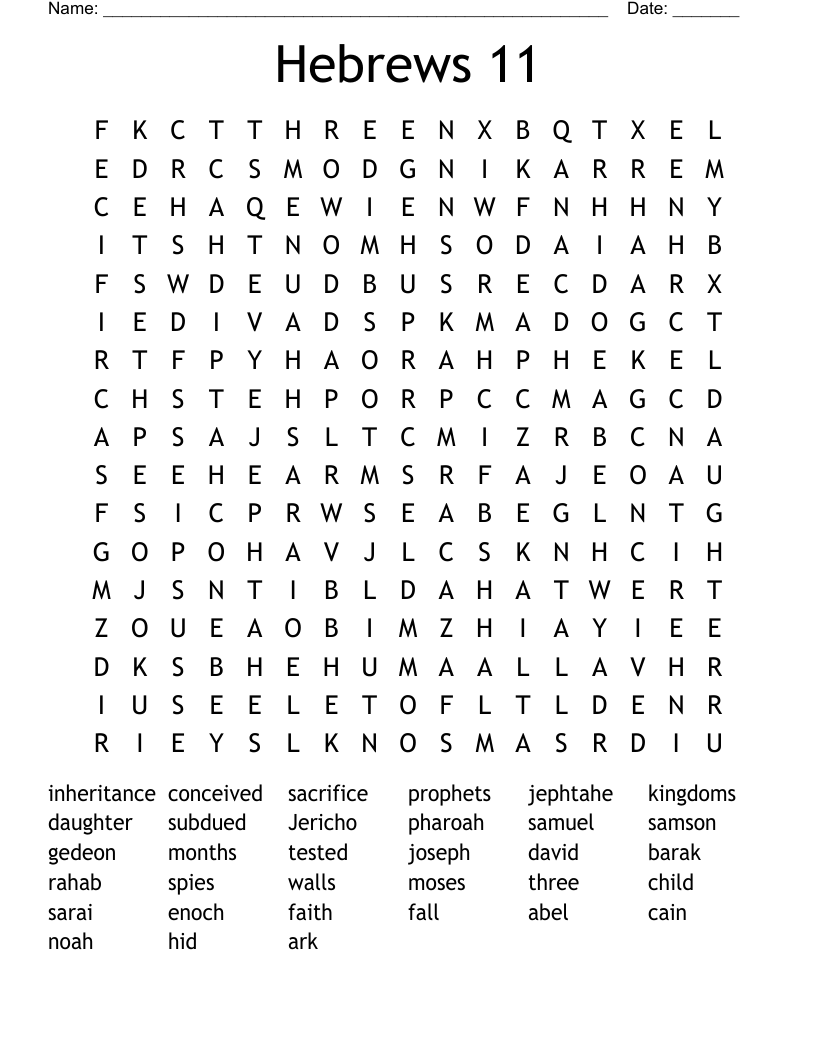 Name: ______________________________________________________ Date: _______
Hebrews 11
F K C T T H R E E N X B Q T X E L
E D R C S M O D G N I K A R R E M
C E H A Q E W I E N W F N H H N Y
I T S H T N O M H S O D A I A H B
F S W D E U D B U S R E C D A R X
I E D I V A D S P K M A D O G C T
R T F P Y H A O R A H P H E K E L
C H S T E H P O R P C C M A G C D
A P S A J S L T C M I Z R B C N A
S E E H E A R M S R F A J E O A U
F S I C P R W S E A B E G L N T G
G O P O H A V J L C S K N H C I H
M J S N T I B L D A H A T W E R T
Z O U E A O B I M Z H I A Y I E E
D K S B H E H U M A A L L A V H R
I U S E E L E T O F L T L D E N R
R I E Y S L K N O S M A S R D I U
inheritance conceived sacrifice prophets jephtahe kingdoms
daughter subdued Jericho pharoah samuel samson
gedeon months tested joseph david barak
rahab spies walls moses three child
sarai enoch faith fall abel cain
noah hid ark